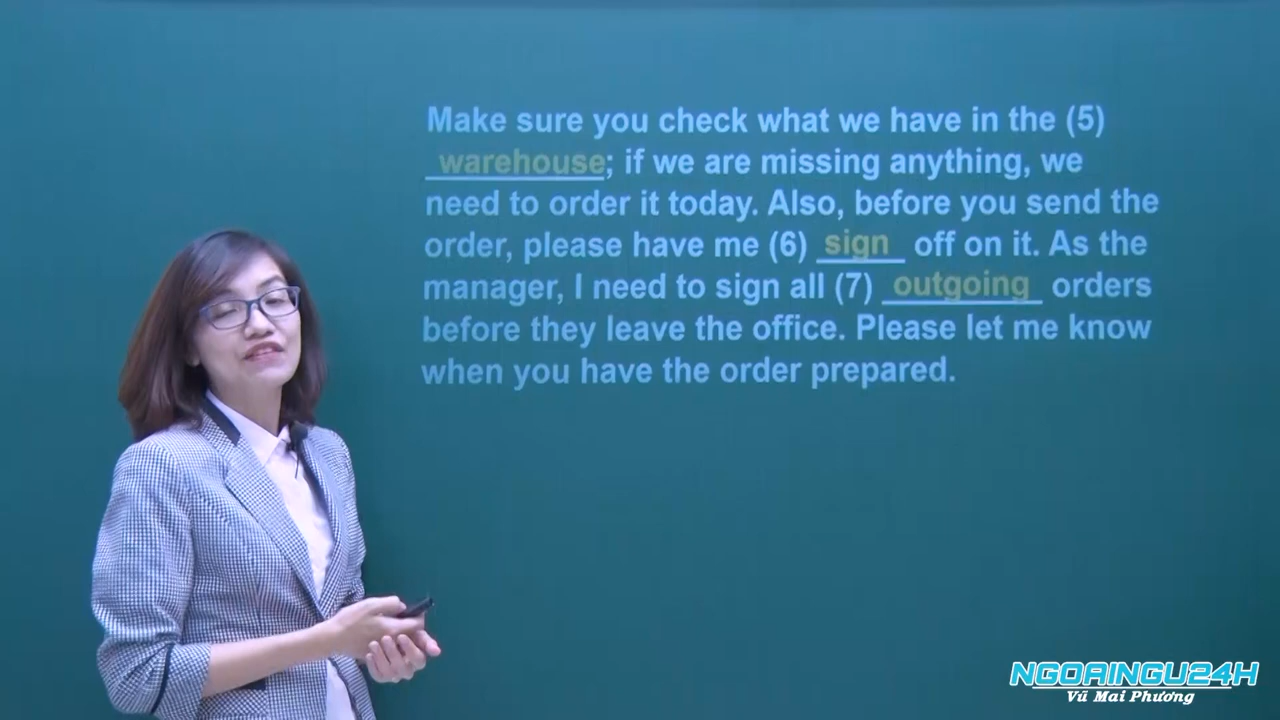 Make sure you check what we have in the (5)
warehouse; if we are missing anything, we
need to order it today. Also, before you send the
order, please have me (6) sign off on it. As the
manager, I need to sign all (7) outgoing orders
before they leave the office. Please let me know
when you have the order prepared.
NGOAINGU24H
Vũ Mai Phương